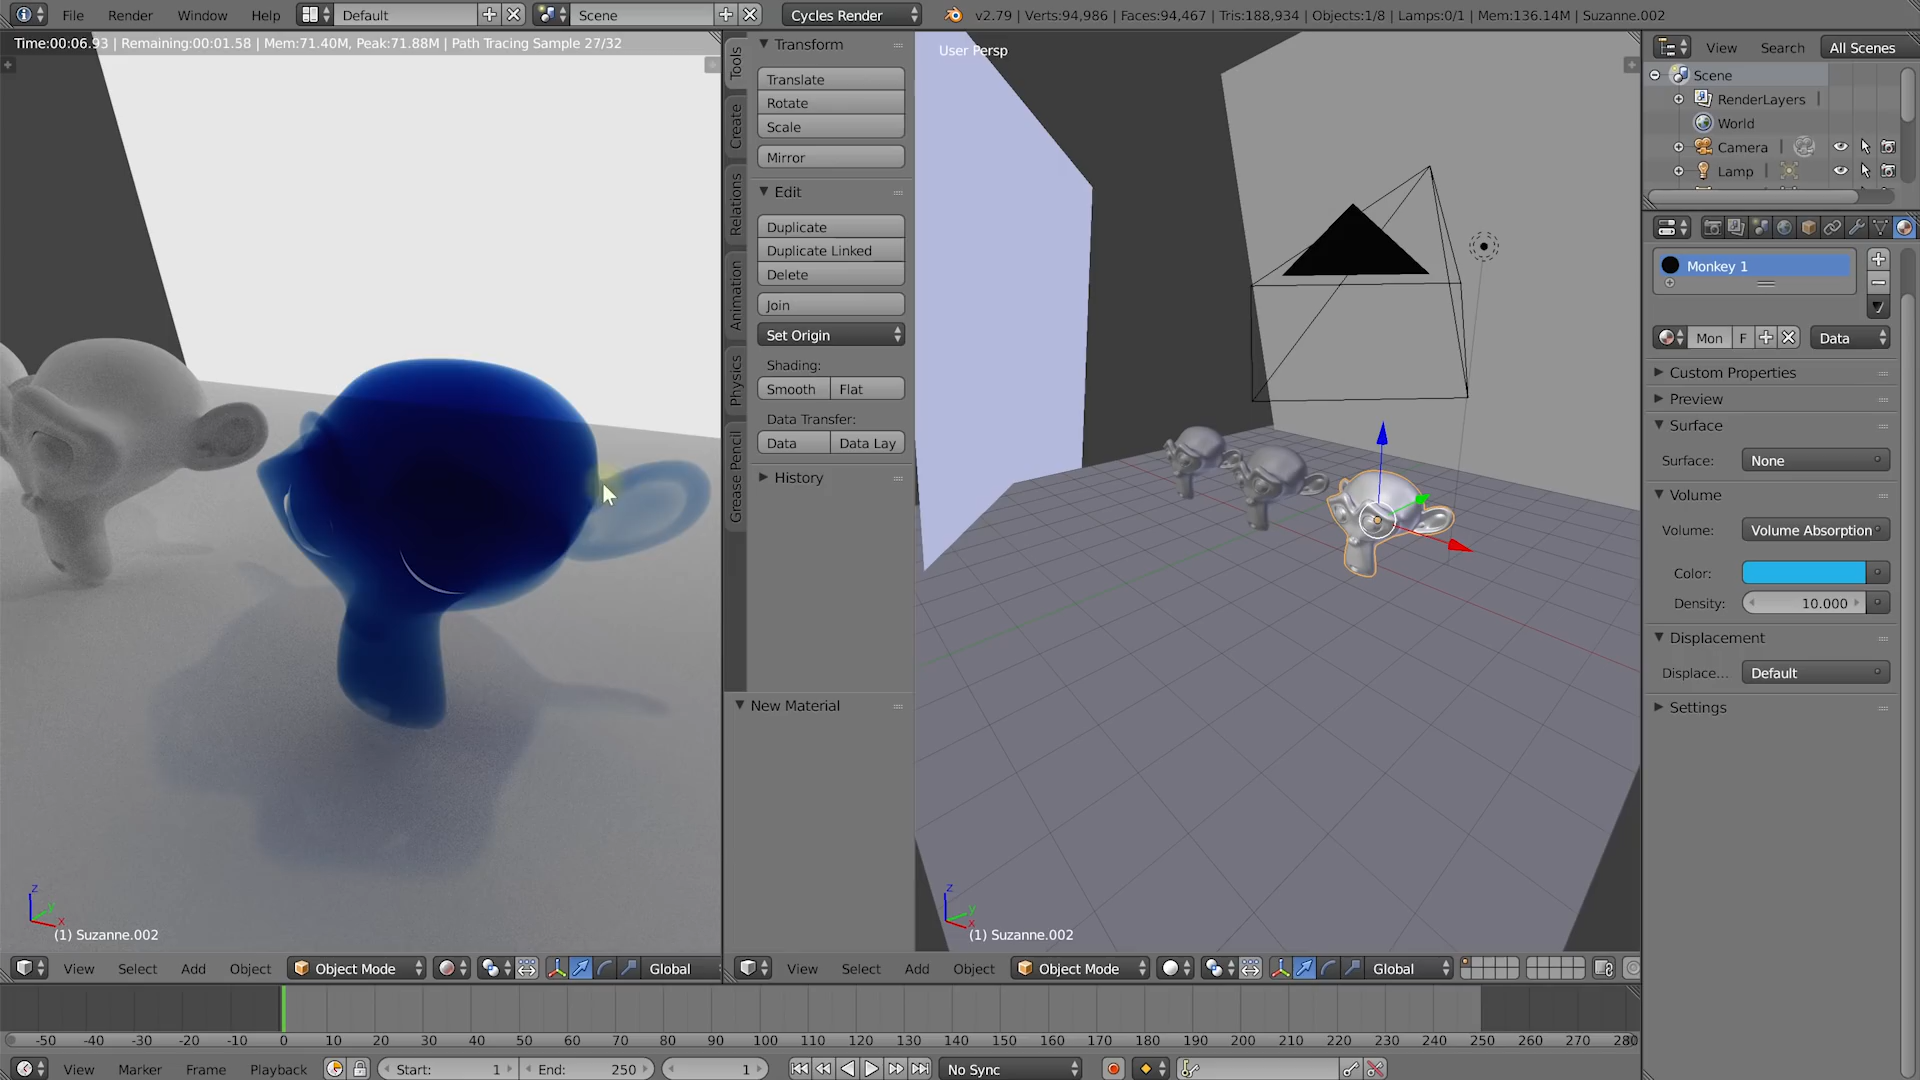 File Render Window Help Default Scene Cycles Render v2.79 | Verts:94,986 | Faces:94,467 | Tris:188,934 | Objects:1/8 | Lamps:0/1 | Mem:136.14M | Suzanne.002
Time:00:06.93 | Remaining:00:01.58 | Mem:71.40M, Peak:71.88M | Path Tracing Sample 27/32
Tools
Create
Relations
Animation
Physics
Grease Pencil
Transform
Translate
Rotate
Scale
Mirror
Edit
Duplicate
Duplicate Linked
Delete
Join
Set Origin
Shading:
Smooth Flat
Data Transfer:
Data Data Lay
History
New Material
User Persp
View Search All Scenes
Scene
RenderLayers |
World
Camera |
Lamp |
Monkey 1
Mon F Data
Custom Properties
Preview
Surface
Surface: None
Volume
Volume: Volume Absorption
Color:
Density: 10.000
Displacement
Displace... Default
Settings
z
y
x
(1) Suzanne.002
z
y
x
(1) Suzanne.002
View Select Add Object Object Mode Global
View Select Add Object Object Mode Global
-50 -40 -30 -20 -10 0 10 20 30 40 50 60 70 80 90 100 110 120 130 140 150 160 170 180 190 200 210 220 230 240 250 260 270 280
View Marker Frame Playback Start: 1 End: 250 1 No Sync